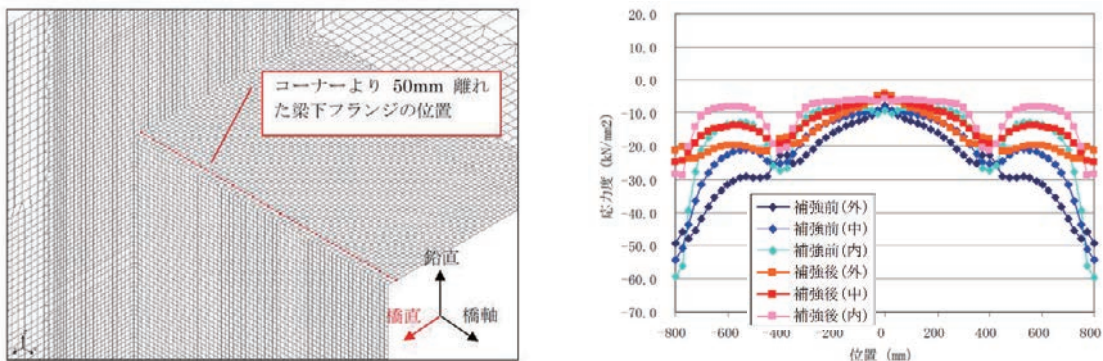 コーナーより 50mm 離れ
た梁下フランジの位置
鉛直
橋直
橋軸
応力度 (kN/mm2)
20.0
10.0
0.0
-10.0
-20.0
-30.0
-40.0
-50.0
-60.0
-70.0
補強前(外)
補強前(中)
補強前(内)
補強後(外)
補強後(中)
補強後(内)
-800 -600 -400 -200 0 200 400 600 800
位置 (mm)